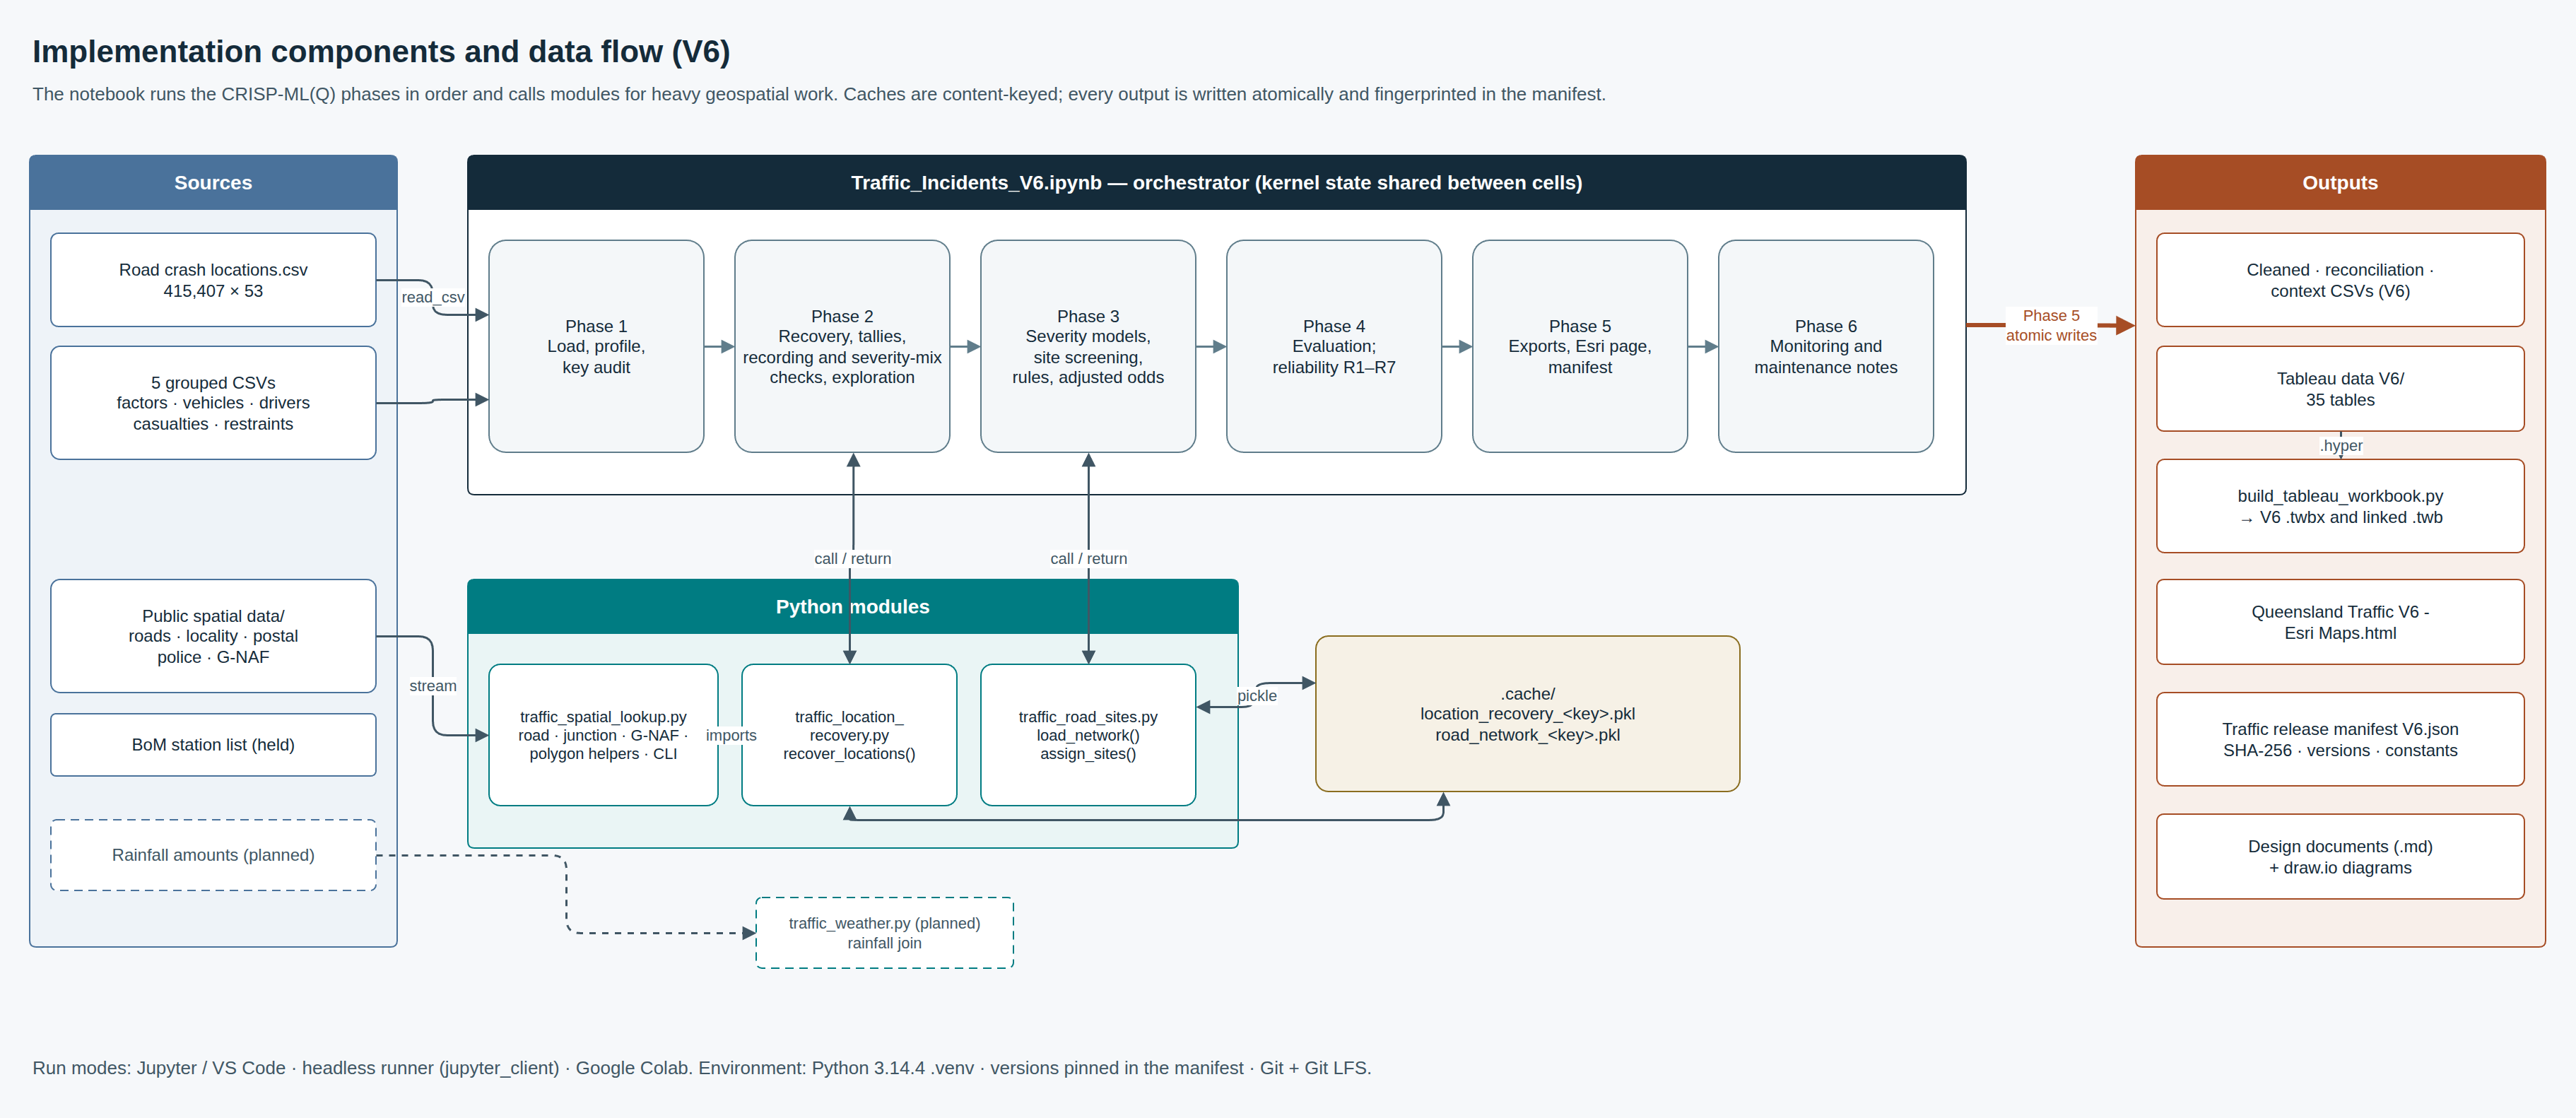 Implementation components and data flow (V6)
The notebook runs the CRISP-ML(Q) phases in order and calls modules for heavy geospatial work. Caches are content-keyed; every output is written atomically and fingerprinted in the manifest.
Sources
Road crash locations.csv
415,407 × 53
5 grouped CSVs
factors · vehicles · drivers
casualties · restraints
Public spatial data/
roads · locality · postal
police · G-NAF
BoM station list (held)
Rainfall amounts (planned)
read_csv
stream
Traffic_Incidents_V6.ipynb — orchestrator (kernel state shared between cells)
Phase 1
Load, profile,
key audit
Phase 2
Recovery, tallies,
recording and severity-mix
checks, exploration
Phase 3
Severity models,
site screening,
rules, adjusted odds
Phase 4
Evaluation;
reliability R1–R7
Phase 5
Exports, Esri page,
manifest
Phase 6
Monitoring and
maintenance notes
call / return
call / return
Python modules
traffic_spatial_lookup.py
road · junction · G-NAF ·
polygon helpers · CLI
imports
traffic_location_
recovery.py
recover_locations()
traffic_road_sites.py
load_network()
assign_sites()
pickle
.cache/
location_recovery_<key>.pkl
road_network_<key>.pkl
traffic_weather.py (planned)
rainfall join
Phase 5
atomic writes
Outputs
Cleaned · reconciliation ·
context CSVs (V6)
Tableau data V6/
35 tables
.hyper
build_tableau_workbook.py
→ V6 .twbx and linked .twb
Queensland Traffic V6 -
Esri Maps.html
Traffic release manifest V6.json
SHA-256 · versions · constants
Design documents (.md)
+ draw.io diagrams
Run modes: Jupyter / VS Code · headless runner (jupyter_client) · Google Colab. Environment: Python 3.14.4 .venv · versions pinned in the manifest · Git + Git LFS.